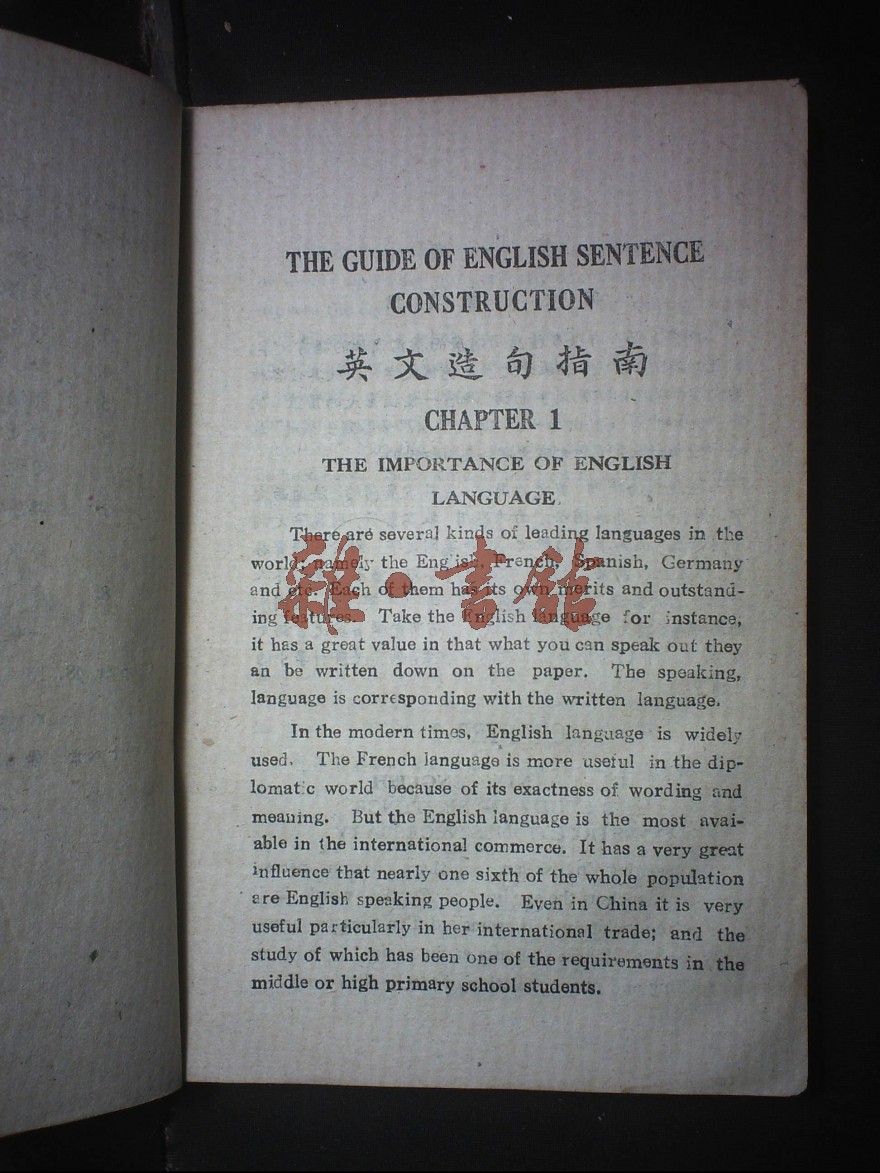 THE GUIDE OF ENGLISH SENTENCE
CONSTRUCTION
英文造句指南
CHAPTER 1
THE IMPORTANCE OF ENGLISH
LANGUAGE.
There are several kinds of leading languages in the
world; namely the Eng ish, French, Spanish, Germany
and etc. Each of them has its own merits and outstand-
ing features. Take the English language for instance,
it has a great value in that what you can speak out they
an be written down on the paper. The speaking,
language is corresponding with the written language.
In the modern times, English language is widely
used. The French language is more useful in the dip-
lomatic world because of its exactness of wording and
meaning. But the English language is the most avai-
able in the international commerce. It has a very great
influence that nearly one sixth of the whole population
are English speaking people. Even in China it is very
useful particularly in her international trade; and the
study of which has been one of the requirements in the
middle or high primary school students.
雜·書館